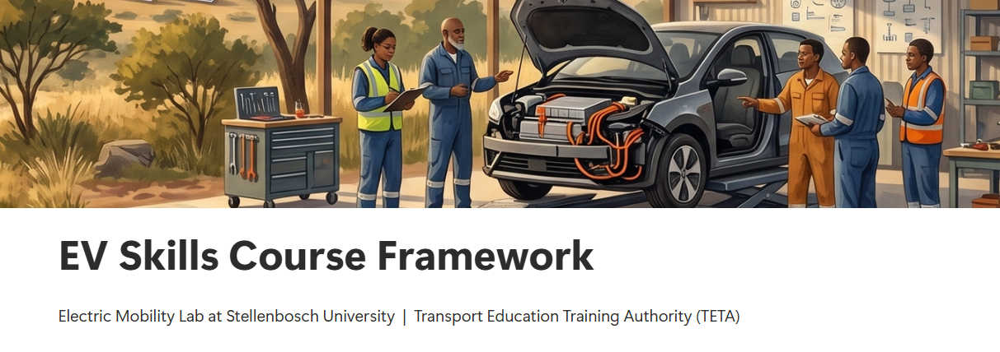 EV Skills Course Framework
Electric Mobility Lab at Stellenbosch University | Transport Education Training Authority (TETA)